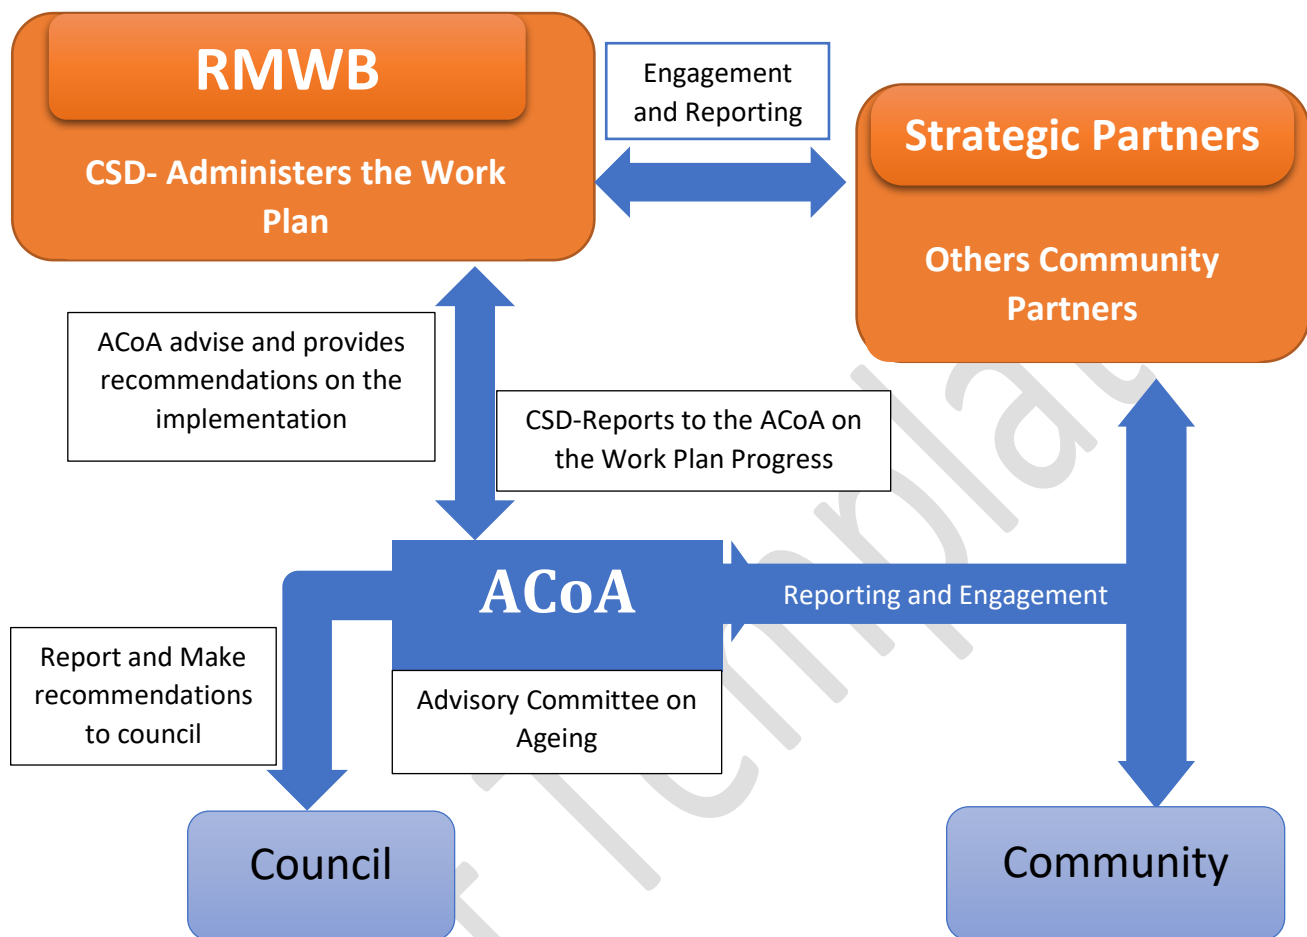 RMWB
CSD- Administers the Work
Plan
Engagement
and Reporting
Strategic Partners
Others Community
Partners
ACoA advise and provides
recommendations on the
implementation
CSD-Reports to the ACoA on
the Work Plan Progress
ACoA
Reporting and Engagement
Report and Make
recommendations
to council
Advisory Committee on
Ageing
Council
Community